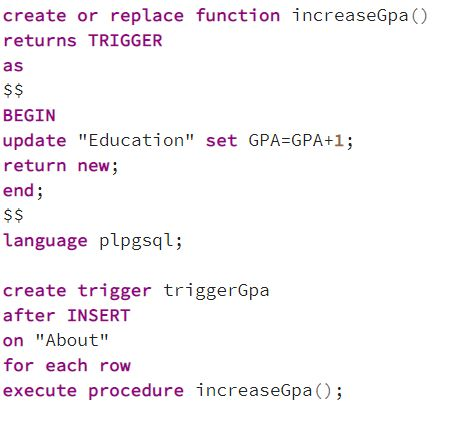 create or replace function increaseGpa()
returns TRIGGER
as
$$
BEGIN
update "Education" set GPA=GPA+1;
return new;
end;
$$
language plpgsql;
create trigger triggerGpa
after INSERT
on "About"
for each row
execute procedure increaseGpa();